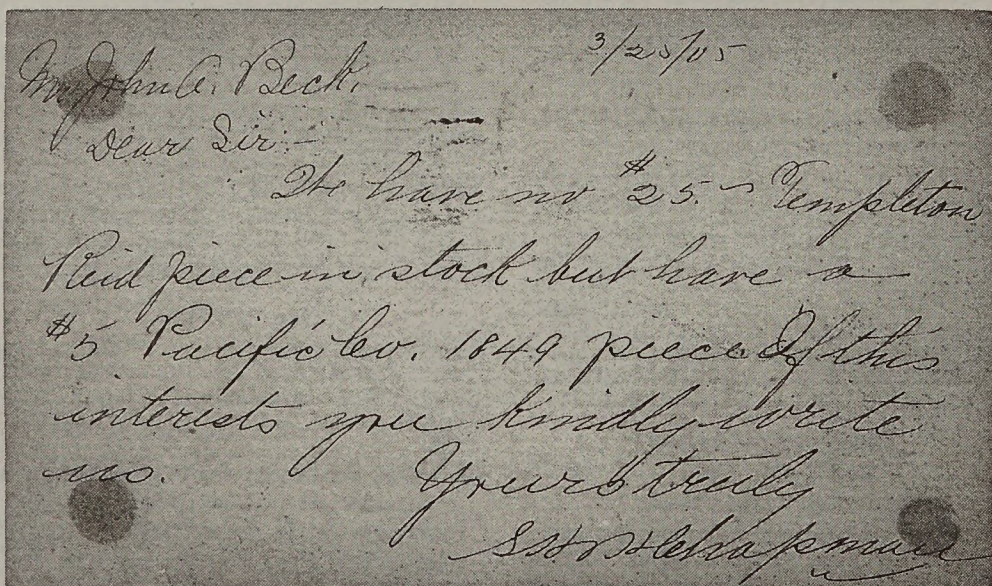 3/25/05
Mr John A. Beck.
Dear Sir:—
We have no $25.— Templeton
Reid piece in stock but have a
$5 Pacific Co. 1849 piece. If this
interests you kindly write
us. Yours truly
S H & H Chapman